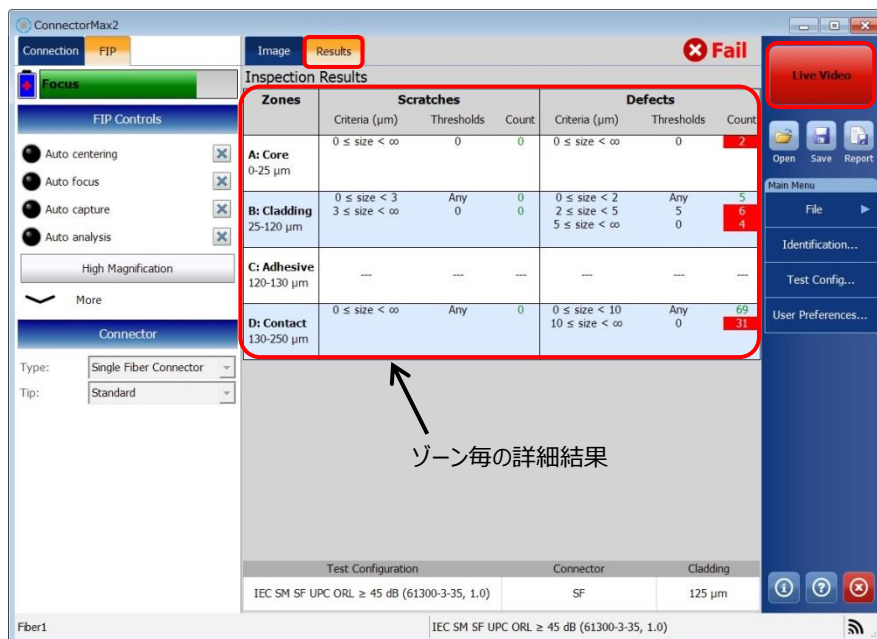 ConnectorMax2
Connection FIP
Focus
FIP Controls
Auto centering
Auto focus
Auto capture
Auto analysis
High Magnification
More
Connector
Type: Single Fiber Connector
Tip: Standard
Image Results
Fail
Inspection Results
Zones Scratches Defects
Criteria (µm) Thresholds Count Criteria (µm) Thresholds Count
A: Core
0-25 µm
0 ≤ size < ∞ 0 0 0 ≤ size < ∞ 0 2
B: Cladding
25-120 µm
0 ≤ size < 3 Any 0 0 ≤ size < 2 Any 5
3 ≤ size < ∞ 0 0 2 ≤ size < 5 5 6
5 ≤ size < ∞ 0 4
C: Adhesive
120-130 µm
--- --- --- --- --- ---
D: Contact
130-250 µm
0 ≤ size < ∞ Any 0 0 ≤ size < 10 Any 69
10 ≤ size < ∞ 0 31
ゾーン毎の詳細結果
Test Configuration Connector Cladding
IEC SM SF UPC ORL ≥ 45 dB (61300-3-35, 1.0) SF 125 µm
Live Video
Open Save Report
Main Menu
File
Identification...
Test Config...
User Preferences...
Fiber1
IEC SM SF UPC ORL ≥ 45 dB (61300-3-35, 1.0)